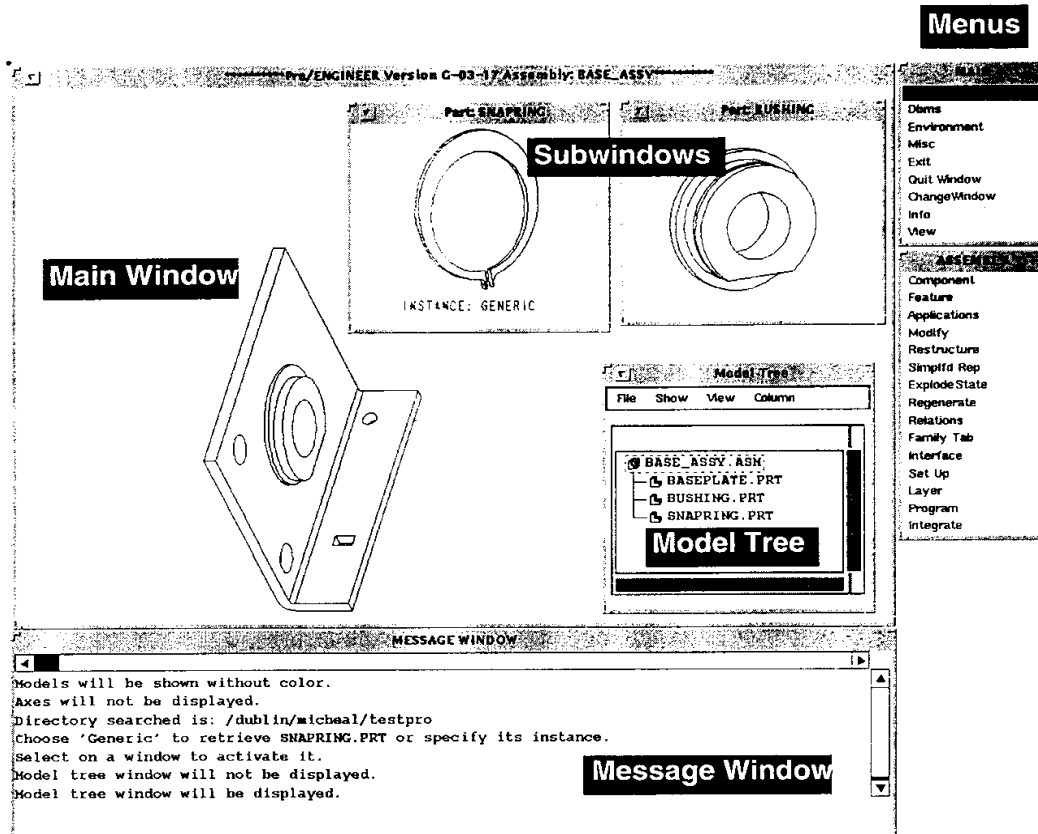 Menus
**********Pro/ENGINEER Version G-03-17 Assembly: BASE_ASSY**********
MAIN
Dbms
Environment
Misc
Exit
Quit Window
ChangeWindow
Info
View
Part: SNAPRING
Part: BUSHING
Subwindows
Main Window
INSTANCE: GENERIC
ASSEMBLY
Component
Feature
Applications
Modify
Restructure
Simplfd Rep
ExplodeState
Regenerate
Relations
Family Tab
Interface
Set Up
Layer
Program
Integrate
Model Tree
File Show View Column
BASE_ASSY.ASM
BASEPLATE.PRT
BUSHING.PRT
SNAPRING.PRT
Model Tree
MESSAGE WINDOW
Models will be shown without color.
Axes will not be displayed.
Directory searched is: /dublin/micheal/testpro
Choose 'Generic' to retrieve SNAPRING.PRT or specify its instance.
Select on a window to activate it.
Model tree window will not be displayed.
Model tree window will be displayed.
Message Window